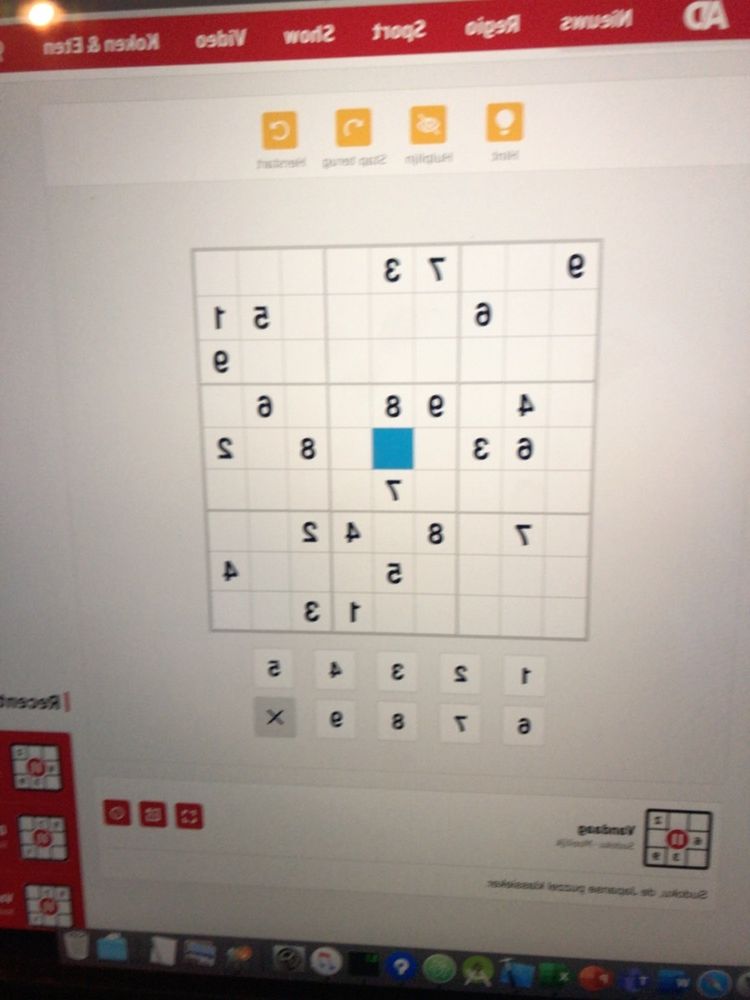 AD Nieuws Regio Sport Show Video Koken & Eten
Hint Hulplijn Stap terug Herstart
9 7 3
6 5 1
9
4 9 8 6
6 3 8 2
7
7 8 4 2
5 4
1 3
1 2 3 4 5
6 7 8 9
Recent
Vandaag
Sudoku - Moeilijk
Sudoku, de Japanse puzzel klassieker.